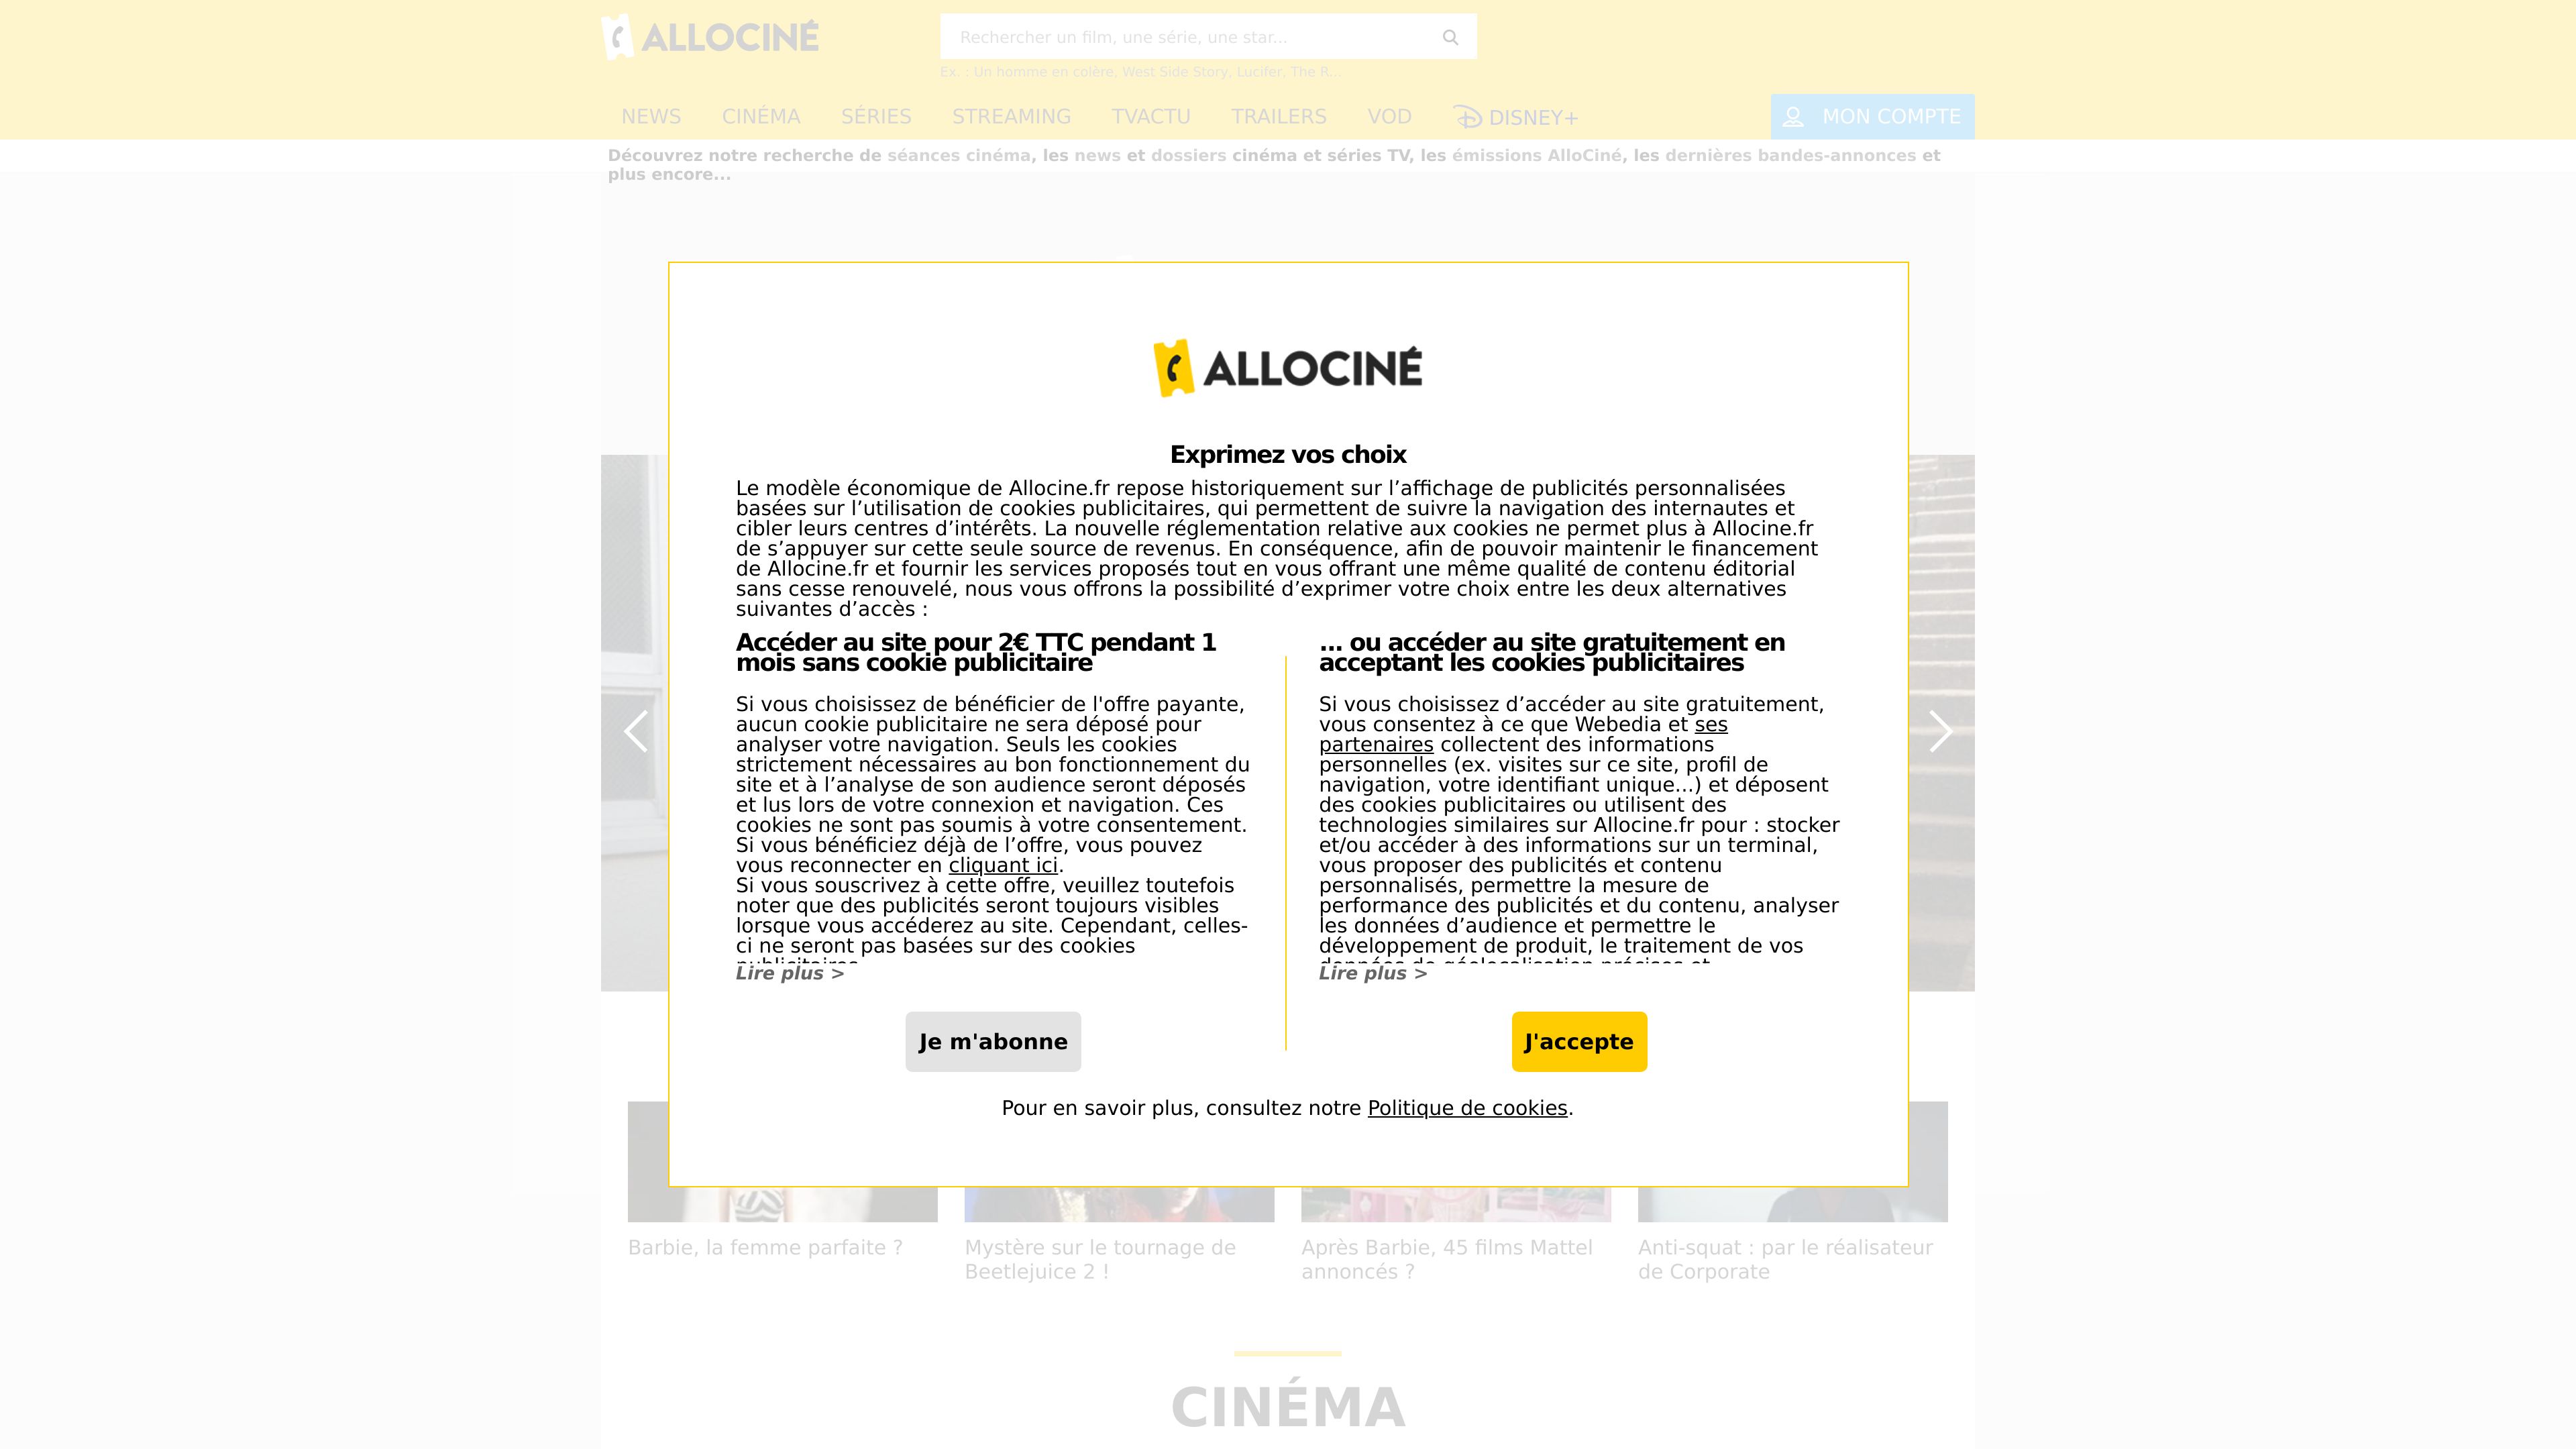 ALLOCINÉ
Rechercher un film, une série, une star...
Ex. : Un homme en colère, West Side Story, Lucifer, The R...
NEWS CINÉMA SÉRIES STREAMING TVACTU TRAILERS VOD DISNEY+ MON COMPTE
Découvrez notre recherche de séances cinéma, les news et dossiers cinéma et séries TV, les émissions AlloCiné, les dernières bandes-annonces et
plus encore...
ALLOCINÉ
Exprimez vos choix
Le modèle économique de Allocine.fr repose historiquement sur l’affichage de publicités personnalisées
basées sur l’utilisation de cookies publicitaires, qui permettent de suivre la navigation des internautes et
cibler leurs centres d’intérêts. La nouvelle réglementation relative aux cookies ne permet plus à Allocine.fr
de s’appuyer sur cette seule source de revenus. En conséquence, afin de pouvoir maintenir le financement
de Allocine.fr et fournir les services proposés tout en vous offrant une même qualité de contenu éditorial
sans cesse renouvelé, nous vous offrons la possibilité d’exprimer votre choix entre les deux alternatives
suivantes d’accès :
Accéder au site pour 2€ TTC pendant 1
mois sans cookie publicitaire
Si vous choisissez de bénéficier de l'offre payante,
aucun cookie publicitaire ne sera déposé pour
analyser votre navigation. Seuls les cookies
strictement nécessaires au bon fonctionnement du
site et à l’analyse de son audience seront déposés
et lus lors de votre connexion et navigation. Ces
cookies ne sont pas soumis à votre consentement.
Si vous bénéficiez déjà de l’offre, vous pouvez
vous reconnecter en cliquant ici.
Si vous souscrivez à cette offre, veuillez toutefois
noter que des publicités seront toujours visibles
lorsque vous accéderez au site. Cependant, celles-
ci ne seront pas basées sur des cookies
Lire plus >
Je m'abonne
... ou accéder au site gratuitement en
acceptant les cookies publicitaires
Si vous choisissez d’accéder au site gratuitement,
vous consentez à ce que Webedia et ses
partenaires collectent des informations
personnelles (ex. visites sur ce site, profil de
navigation, votre identifiant unique...) et déposent
des cookies publicitaires ou utilisent des
technologies similaires sur Allocine.fr pour : stocker
et/ou accéder à des informations sur un terminal,
vous proposer des publicités et contenu
personnalisés, permettre la mesure de
performance des publicités et du contenu, analyser
les données d’audience et permettre le
développement de produit, le traitement de vos
Lire plus >
J'accepte
Pour en savoir plus, consultez notre Politique de cookies.
Barbie, la femme parfaite ?
Mystère sur le tournage de
Beetlejuice 2 !
Après Barbie, 45 films Mattel
annoncés ?
Anti-squat : par le réalisateur
de Corporate
CINÉMA